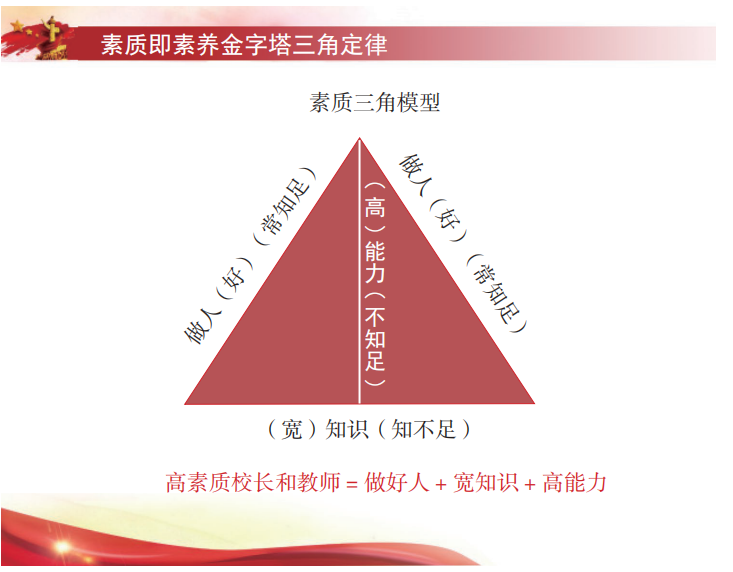 素质即素养金字塔三角定律
素质三角模型
做人（好）（常知足）
（高）能力（不知足）
做人（好）（常知足）
（宽）知识（知不足）
高素质校长和教师 = 做好人 + 宽知识 + 高能力